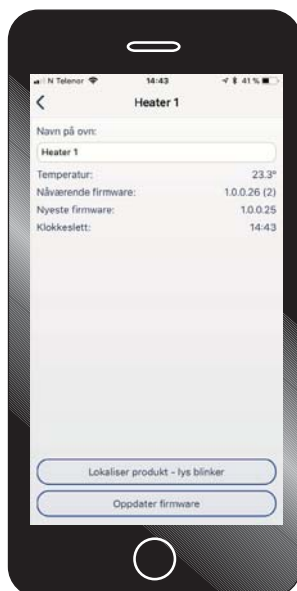 N Telenor 14:43 41 %
Heater 1
Navn på ovn:
Heater 1
Temperatur: 23.3°
Nåværende firmware: 1.0.0.26 (2)
Nyeste firmware: 1.0.0.25
Klokkeslett: 14:43
Lokaliser produkt - lys blinker
Oppdater firmware